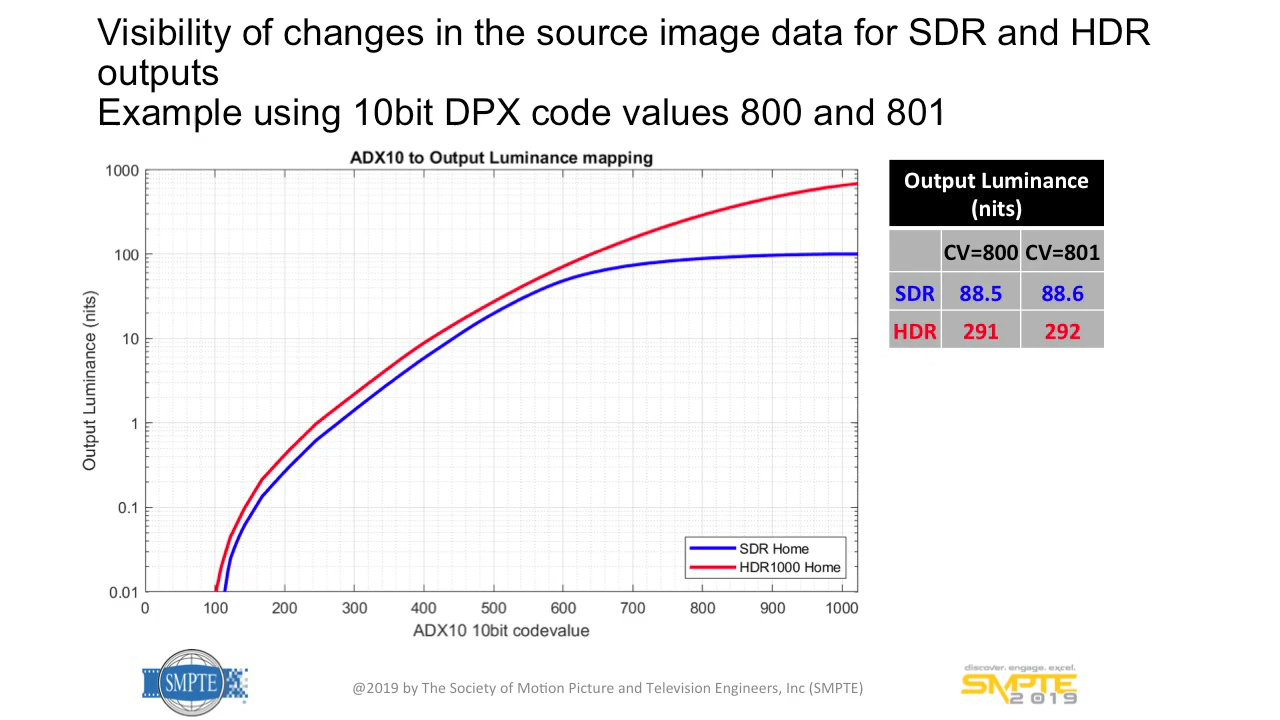 Visibility of changes in the source image data for SDR and HDR
outputs
Example using 10bit DPX code values 800 and 801
ADX10 to Output Luminance mapping
1000
100
10
1
0.1
0.01
Output Luminance (nits)
0 100 200 300 400 500 600 700 800 900 1000
ADX10 10bit codevalue
SDR Home
HDR1000 Home
Output Luminance
(nits)
CV=800 CV=801
SDR 88.5 88.6
HDR 291 292
SMPTE
@2019 by The Society of Motion Picture and Television Engineers, Inc (SMPTE)
discover. engage. excel.
SMPTE
2019